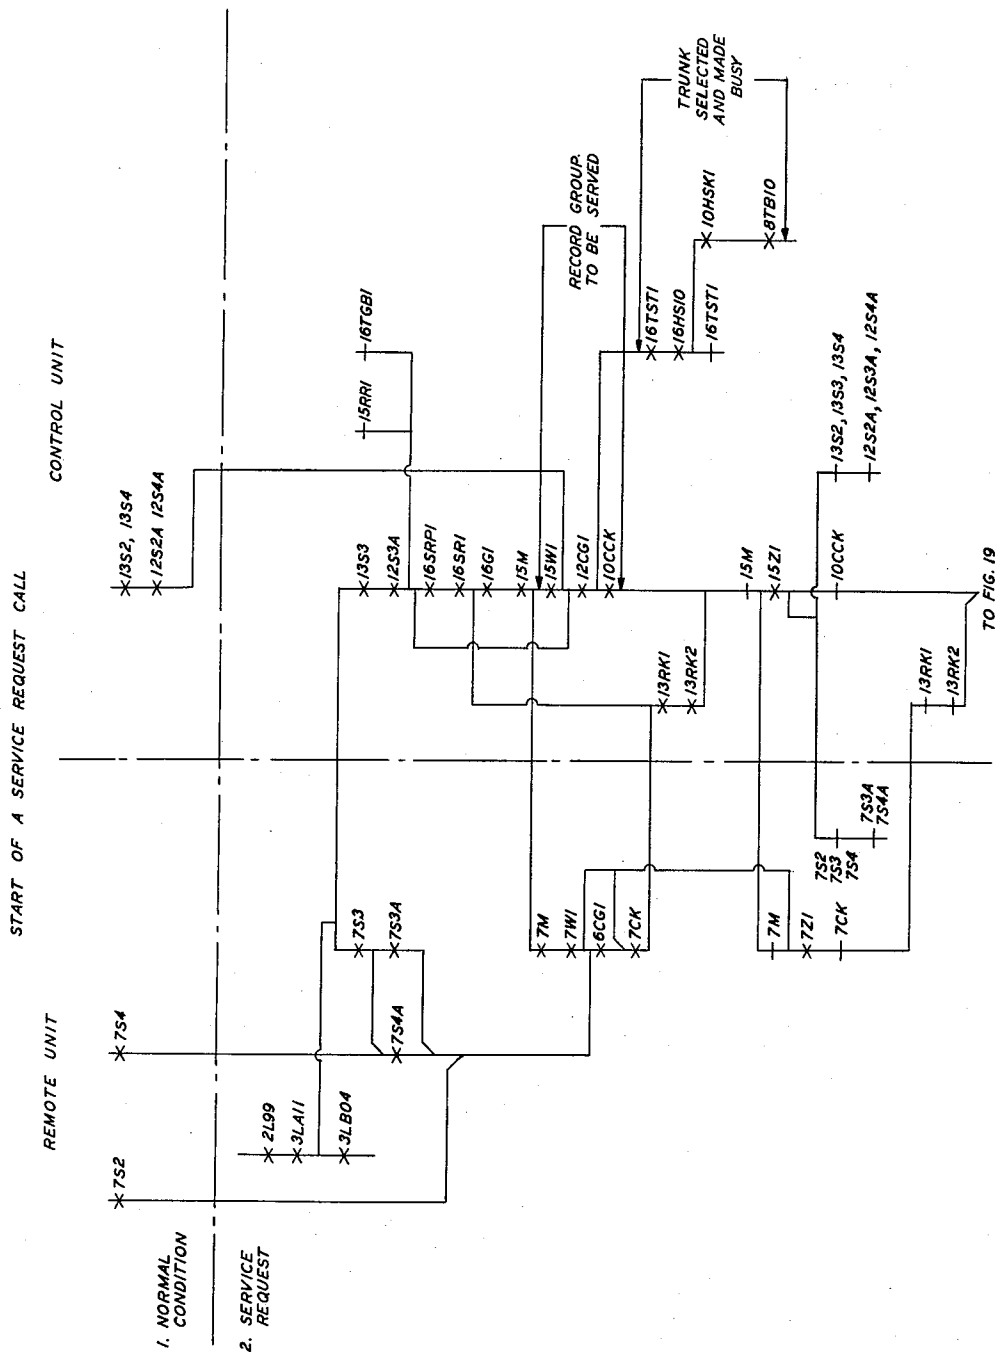 START OF A SERVICE REQUEST CALL
REMOTE UNIT
CONTROL UNIT
1. NORMAL
CONDITION
7S2
7S4
13S2, 13S4
12S2A 12S4A
2. SERVICE
REQUEST
2L99
3LA11
3LB04
7S3
7S3A
7S4A
13S3
12S3A
16SRP1
16SR1
16G1
15M
15W1
12CG1
10CCK
15RR1
16TGB1
RECORD GROUP.
TO BE SERVED
TRUNK
SELECTED
AND MADE
BUSY
16TST1
16HS10
16TST1
10HSK1
8TB10
7M
7W1
6CG1
7CK
13RK1
13RK2
15M
15Z1
10CCK
7M
7Z1
7CK
7S2
7S3
7S4
7S3A
7S4A
13S2, 13S3, 13S4
12S2A, 12S3A, 12S4A
13RK1
13RK2
TO FIG. 19